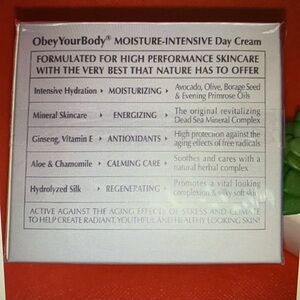 ObeyYourBody® MOISTURE-INTENSIVE Day Cream
FORMULATED FOR HIGH PERFORMANCE SKINCARE
WITH THE VERY BEST THAT NATURE HAS TO OFFER
Intensive Hydration ▸ MOISTURIZING ▸ Avocado, Olive, Borage Seed
& Evening Primrose Oils
Mineral Skincare ▸ ENERGIZING ▸ The original revitalizing
Dead Sea Mineral Complex
Ginseng, Vitamin E ▸ ANTIOXIDANTS ▸ High protection against the
aging effects of free radicals
Aloe & Chamomile ▸ CALMING CARE ▸ Soothes and cares with a
natural herbal complex
Hydrolyzed Silk ▸ REGENERATING ▸ Promotes a vital looking
complexion & silky soft skin
ACTIVE AGAINST THE AGING EFFECTS OF STRESS AND CLIMATE
TO HELP CREATE RADIANT, YOUTHFUL AND HEALTHY LOOKING SKIN!